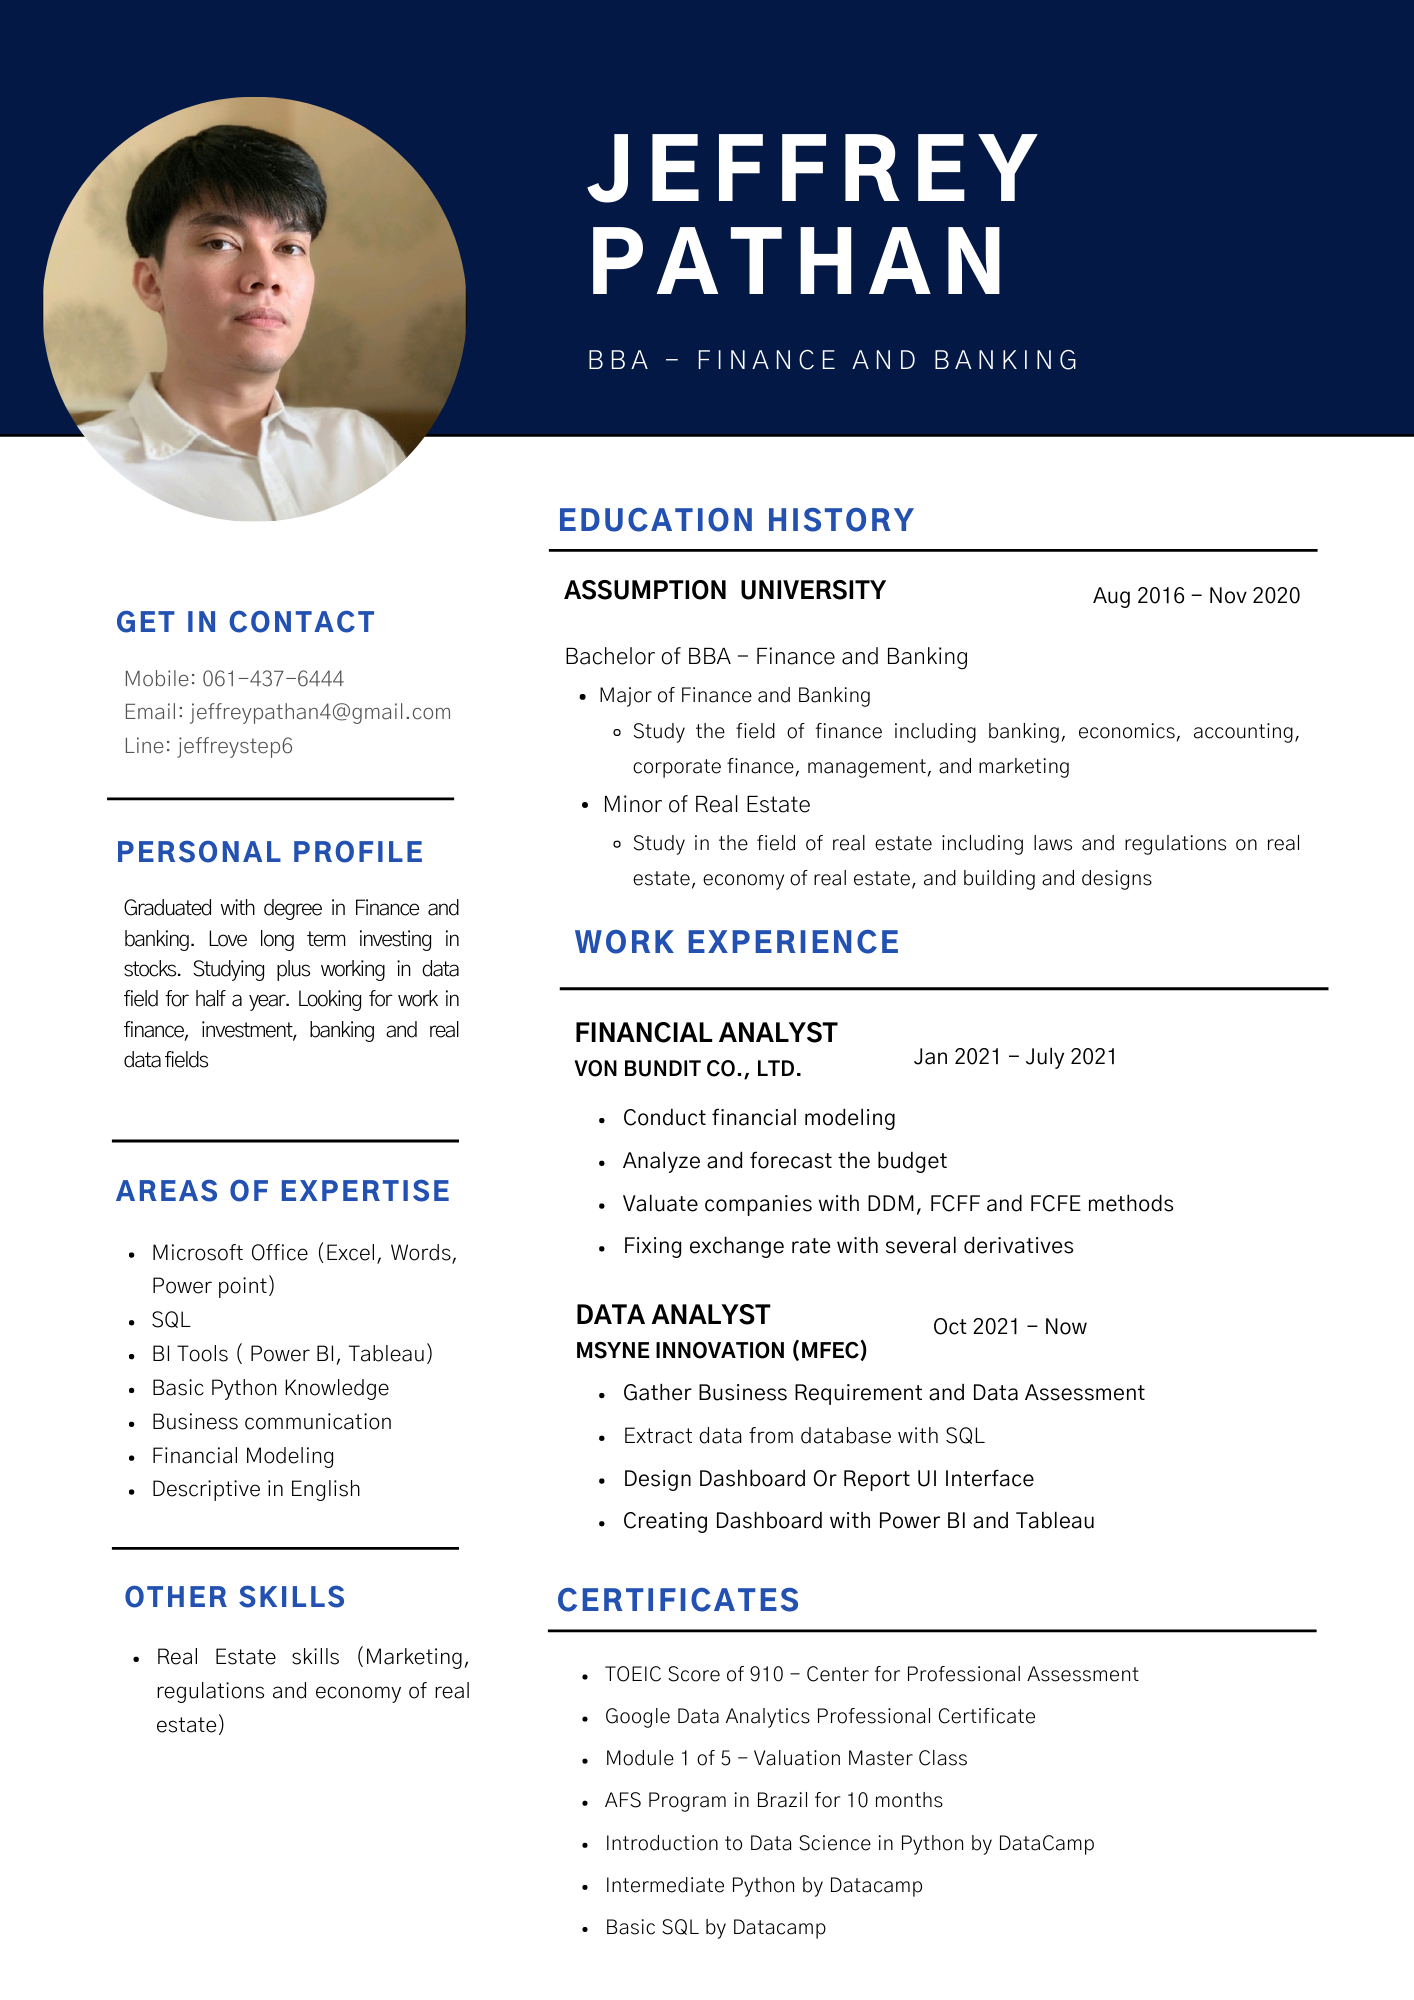 JEFFREY
PATHAN
BBA - FINANCE AND BANKING
GET IN CONTACT
Mobile: 061-437-6444
Email: jeffreypathan4@gmail.com
Line: jeffreystep6
PERSONAL PROFILE
Graduated with degree in Finance and
banking. Love long term investing in
stocks. Studying plus working in data
field for half a year. Looking for work in
finance, investment, banking and real
data fields
AREAS OF EXPERTISE
• Microsoft Office (Excel, Words,
Power point)
• SQL
• BI Tools ( Power BI, Tableau)
• Basic Python Knowledge
• Business communication
• Financial Modeling
• Descriptive in English
OTHER SKILLS
• Real Estate skills (Marketing,
regulations and economy of real
estate)
EDUCATION HISTORY
ASSUMPTION UNIVERSITY
Aug 2016 - Nov 2020
Bachelor of BBA - Finance and Banking
• Major of Finance and Banking
◦ Study the field of finance including banking, economics, accounting,
corporate finance, management, and marketing
• Minor of Real Estate
◦ Study in the field of real estate including laws and regulations on real
estate, economy of real estate, and building and designs
WORK EXPERIENCE
FINANCIAL ANALYST
VON BUNDIT CO., LTD.
Jan 2021 - July 2021
• Conduct financial modeling
• Analyze and forecast the budget
• Valuate companies with DDM, FCFF and FCFE methods
• Fixing exchange rate with several derivatives
DATA ANALYST
MSYNE INNOVATION (MFEC)
Oct 2021 - Now
• Gather Business Requirement and Data Assessment
• Extract data from database with SQL
• Design Dashboard Or Report UI Interface
• Creating Dashboard with Power BI and Tableau
CERTIFICATES
• TOEIC Score of 910 - Center for Professional Assessment
• Google Data Analytics Professional Certificate
• Module 1 of 5 - Valuation Master Class
• AFS Program in Brazil for 10 months
• Introduction to Data Science in Python by DataCamp
• Intermediate Python by Datacamp
• Basic SQL by Datacamp